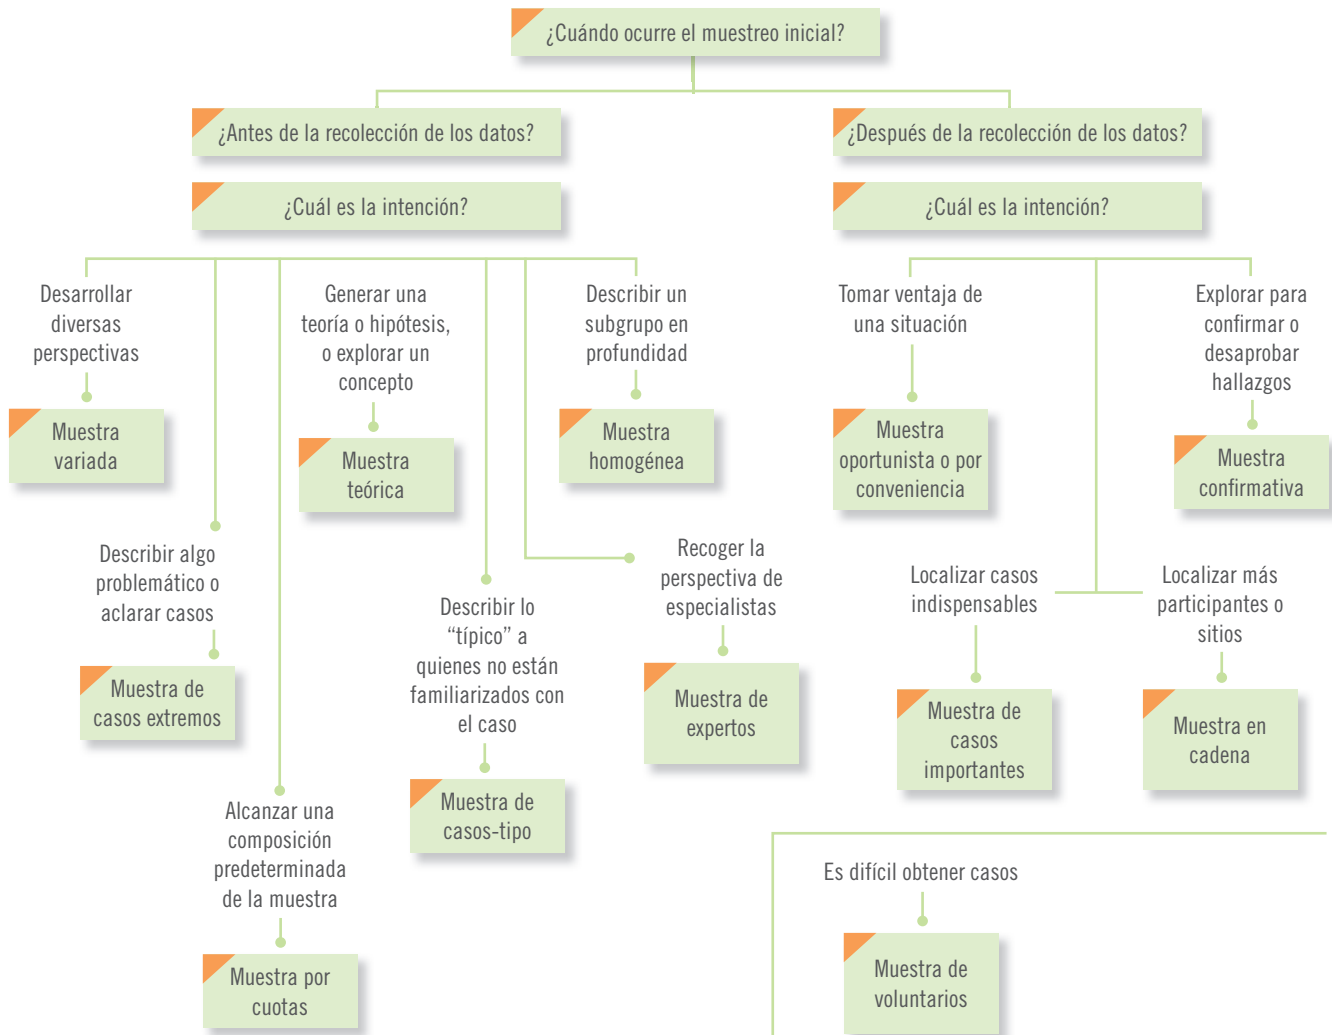 ¿Cuándo ocurre el muestreo inicial?
¿Antes de la recolección de los datos?
¿Después de la recolección de los datos?
¿Cuál es la intención?
¿Cuál es la intención?
Desarrollar
diversas
perspectivas
Muestra
variada
Generar una
teoría o hipótesis,
o explorar un
concepto
Muestra
teórica
Describir un
subgrupo en
profundidad
Muestra
homogénea
Tomar ventaja de
una situación
Muestra
oportunista o por
conveniencia
Explorar para
confirmar o
desaprobar
hallazgos
Muestra
confirmativa
Describir algo
problemático o
aclarar casos
Muestra de
casos extremos
Describir lo
“típico” a
quienes no están
familiarizados con
el caso
Muestra de
casos-tipo
Recoger la
perspectiva de
especialistas
Muestra de
expertos
Localizar casos
indispensables
Muestra de
casos
importantes
Localizar más
participantes o
sitios
Muestra en
cadena
Alcanzar una
composición
predeterminada
de la muestra
Muestra por
cuotas
Es difícil obtener casos
Muestra de
voluntarios